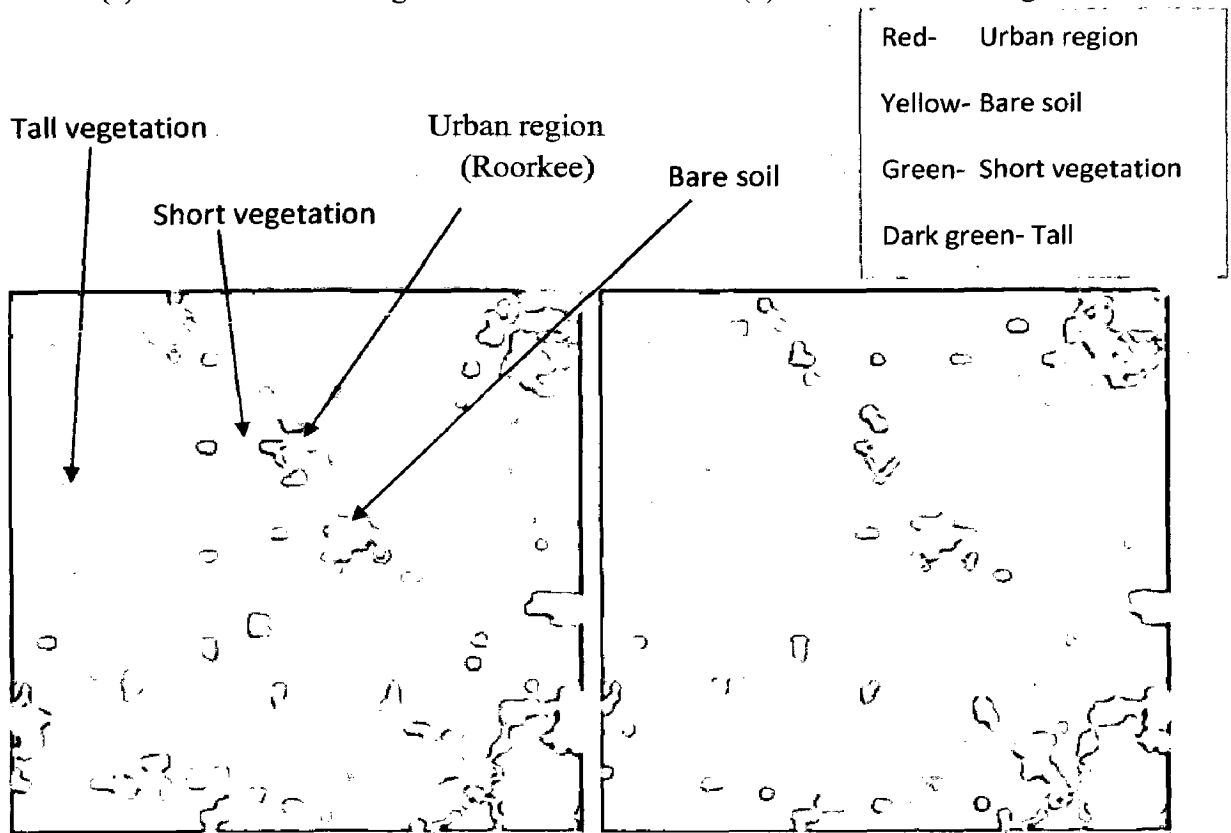 Red- Urban region
Yellow- Bare soil
Green- Short vegetation
Dark green- Tall
Tall vegetation
Urban region
(Roorkee)
Bare soil
Short vegetation